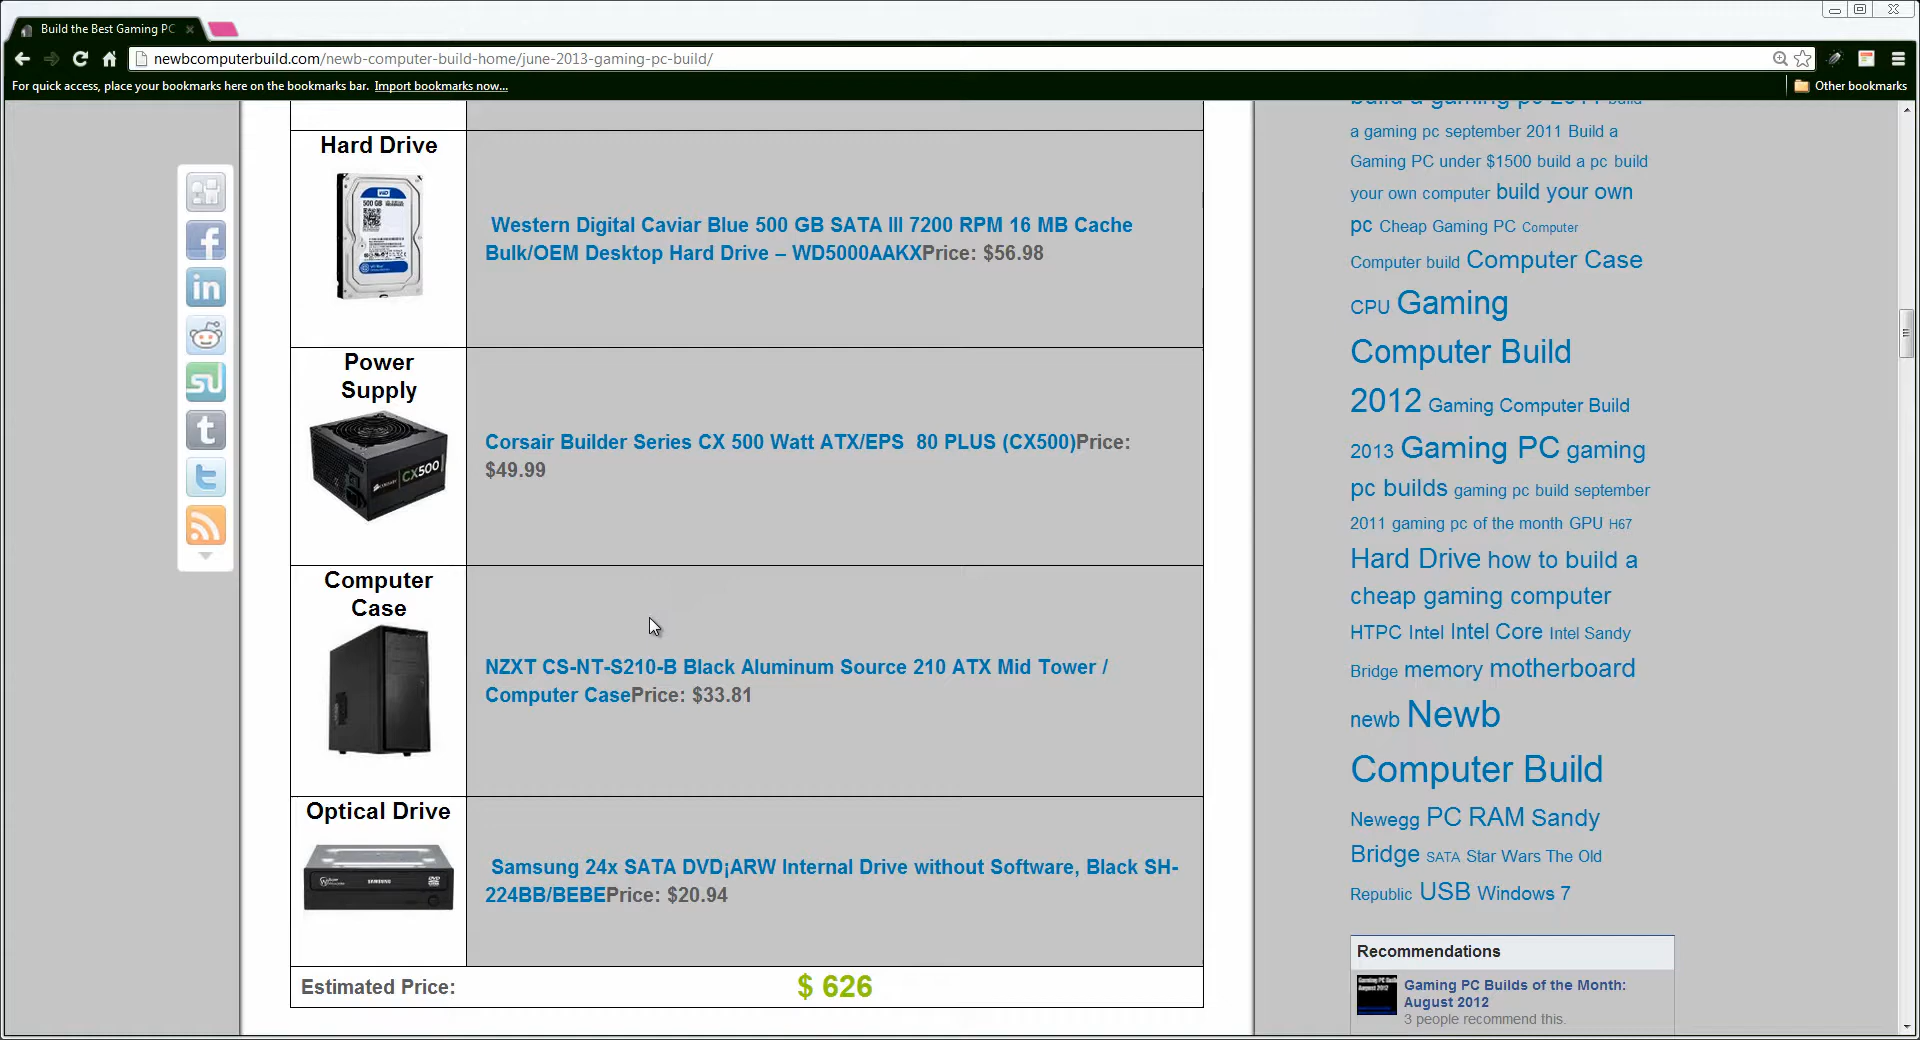 Build the Best Gaming PC
newbcomputerbuild.com/newb-computer-build-home/june-2013-gaming-pc-build/
For quick access, place your bookmarks here on the bookmarks bar. Import bookmarks now...
Other bookmarks
Hard Drive
WD
500 GB
Western Digital Caviar Blue 500 GB SATA III 7200 RPM 16 MB Cache
Bulk/OEM Desktop Hard Drive – WD5000AAKXPrice: $56.98
Power
Supply
CX500
Corsair Builder Series CX 500 Watt ATX/EPS  80 PLUS (CX500)Price:
$49.99
Computer
Case
NZXT CS-NT-S210-B Black Aluminum Source 210 ATX Mid Tower /
Computer CasePrice: $33.81
Optical Drive
SAMSUNG
Samsung 24x SATA DVD¡ARW Internal Drive without Software, Black SH-
224BB/BEBEPrice: $20.94
Estimated Price:
$ 626
build a gaming pc 2011 build
a gaming pc september 2011 Build a
Gaming PC under $1500 build a pc build
your own computer build your own
pc Cheap Gaming PC Computer
Computer build Computer Case
CPU Gaming
Computer Build
2012 Gaming Computer Build
2013 Gaming PC gaming
pc builds gaming pc build september
2011 gaming pc of the month GPU H67
Hard Drive how to build a
cheap gaming computer
HTPC Intel Intel Core Intel Sandy
Bridge memory motherboard
newb Newb
Computer Build
Newegg PC RAM Sandy
Bridge SATA Star Wars The Old
Republic USB Windows 7
Recommendations
Gaming PC Builds of the Month:
August 2012
3 people recommend this.